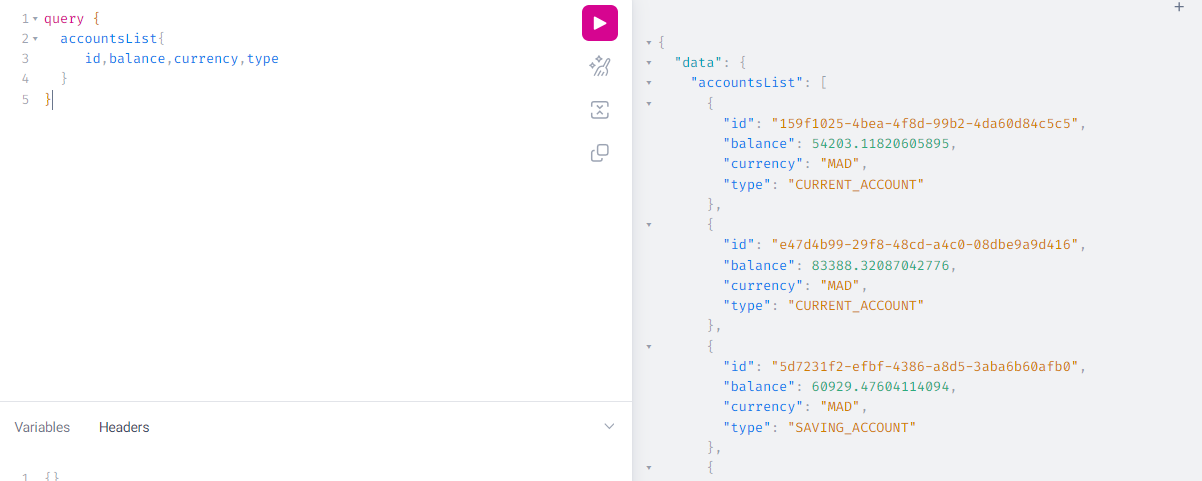 1 query {
2 accountsList{
3 id,balance,currency,type
4 }
5 }
Variables Headers
1 {}
+
{
"data": {
"accountsList": [
{
"id": "159f1025-4bea-4f8d-99b2-4da60d84c5c5",
"balance": 54203.11820605895,
"currency": "MAD",
"type": "CURRENT_ACCOUNT"
},
{
"id": "e47d4b99-29f8-48cd-a4c0-08dbe9a9d416",
"balance": 83388.32087042776,
"currency": "MAD",
"type": "CURRENT_ACCOUNT"
},
{
"id": "5d7231f2-efbf-4386-a8d5-3aba6b60afb0",
"balance": 60929.47604114094,
"currency": "MAD",
"type": "SAVING_ACCOUNT"
},
{